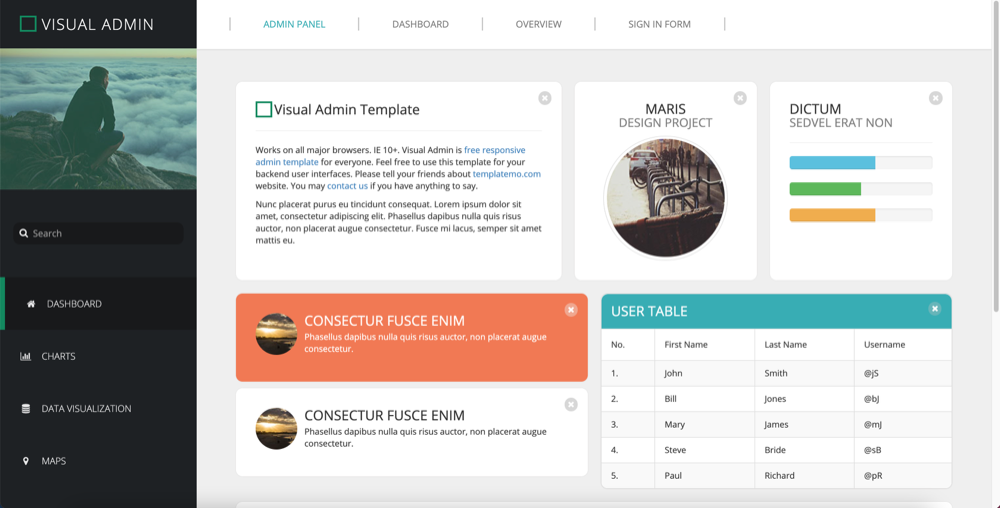 VISUAL ADMIN
ADMIN PANEL
DASHBOARD
OVERVIEW
SIGN IN FORM
Search
DASHBOARD
CHARTS
DATA VISUALIZATION
MAPS
Visual Admin Template
Works on all major browsers. IE 10+. Visual Admin is free responsive
admin template for everyone. Feel free to use this template for your
backend user interfaces. Please tell your friends about templatemo.com
website. You may contact us if you have anything to say.
Nunc placerat purus eu tincidunt consequat. Lorem ipsum dolor sit
amet, consectetur adipiscing elit. Phasellus dapibus nulla quis risus
auctor, non placerat augue consectetur. Fusce mi lacus, semper sit amet
mattis eu.
MARIS
DESIGN PROJECT
DICTUM
SEDVEL ERAT NON
CONSECTUR FUSCE ENIM
Phasellus dapibus nulla quis risus auctor, non placerat augue
consectetur.
CONSECTUR FUSCE ENIM
Phasellus dapibus nulla quis risus auctor, non placerat augue
consectetur.
USER TABLE
No. First Name Last Name Username
1. John Smith @jS
2. Bill Jones @bJ
3. Mary James @mJ
4. Steve Bride @sB
5. Paul Richard @pR